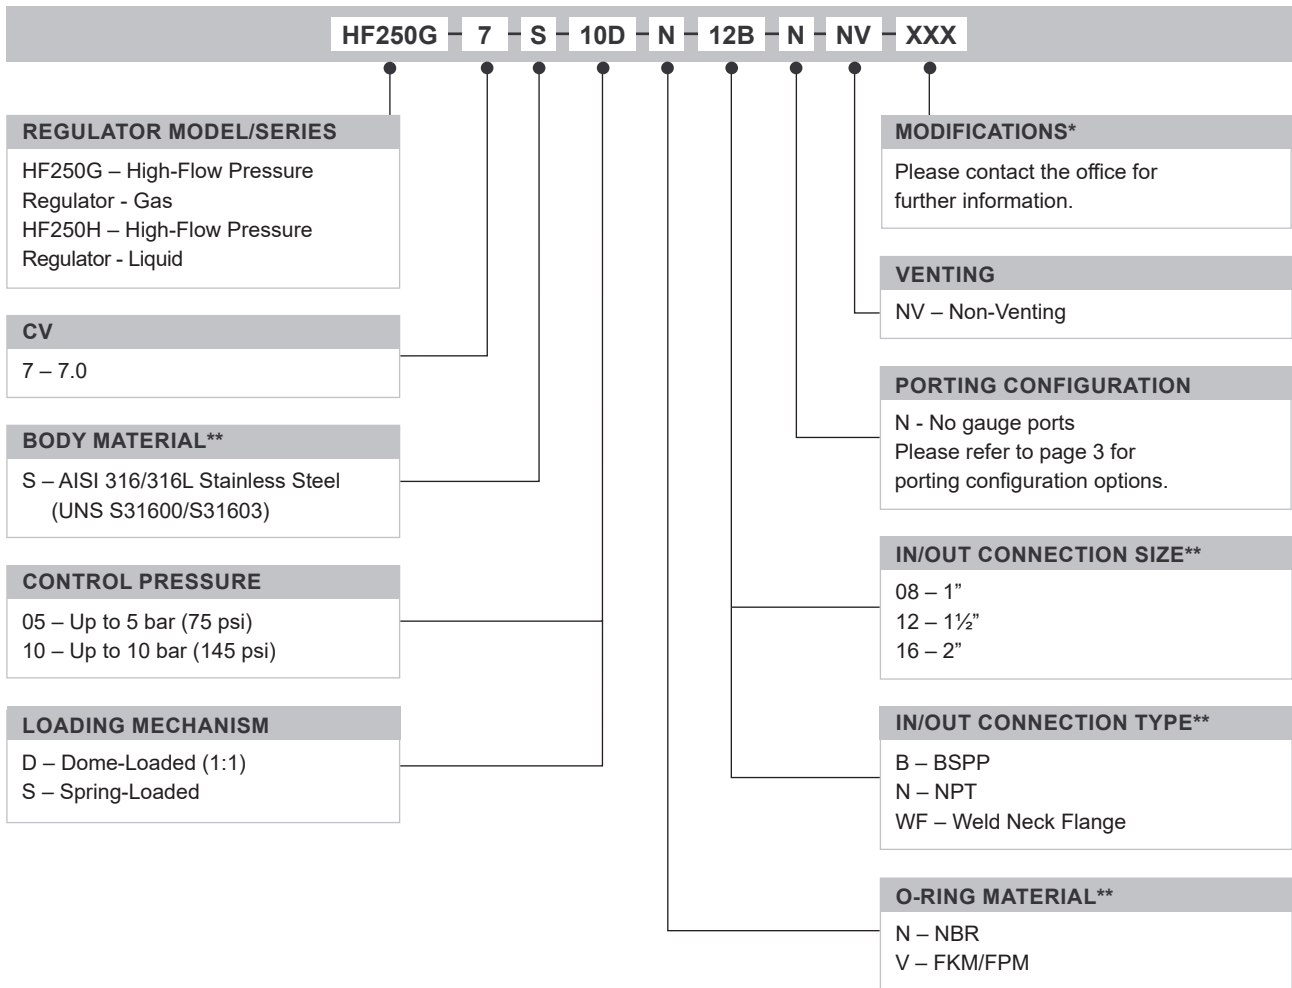 HF250G – 7 – S – 10D – N – 12B – N – NV – XXX
REGULATOR MODEL/SERIES
HF250G – High-Flow Pressure
Regulator - Gas
HF250H – High-Flow Pressure
Regulator - Liquid
CV
7 – 7.0
BODY MATERIAL**
S – AISI 316/316L Stainless Steel
(UNS S31600/S31603)
CONTROL PRESSURE
05 – Up to 5 bar (75 psi)
10 – Up to 10 bar (145 psi)
LOADING MECHANISM
D – Dome-Loaded (1:1)
S – Spring-Loaded
MODIFICATIONS*
Please contact the office for
further information.
VENTING
NV – Non-Venting
PORTING CONFIGURATION
N - No gauge ports
Please refer to page 3 for
porting configuration options.
IN/OUT CONNECTION SIZE**
08 – 1”
12 – 1½”
16 – 2”
IN/OUT CONNECTION TYPE**
B – BSPP
N – NPT
WF – Weld Neck Flange
O-RING MATERIAL**
N – NBR
V – FKM/FPM